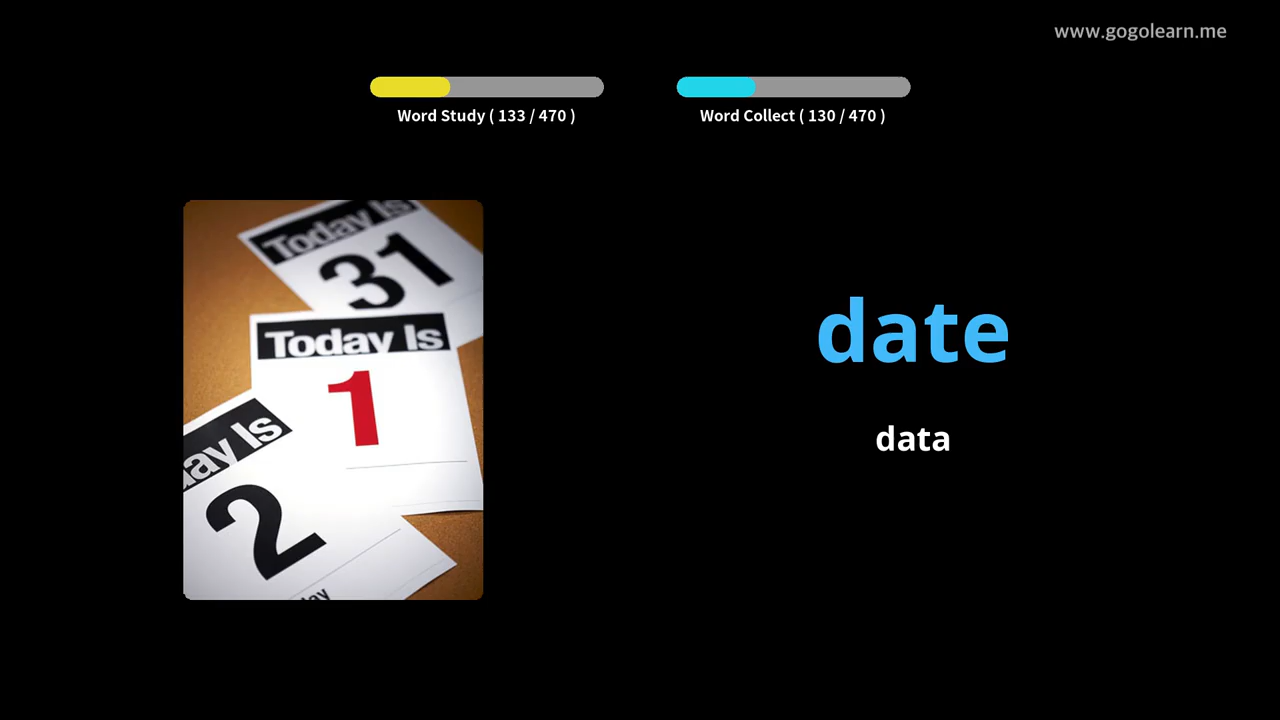 www.gogolearn.me
Word Study ( 133 / 470 )
Word Collect ( 130 / 470 )
Today Is
31
Today Is
1
day Is
2
date
data